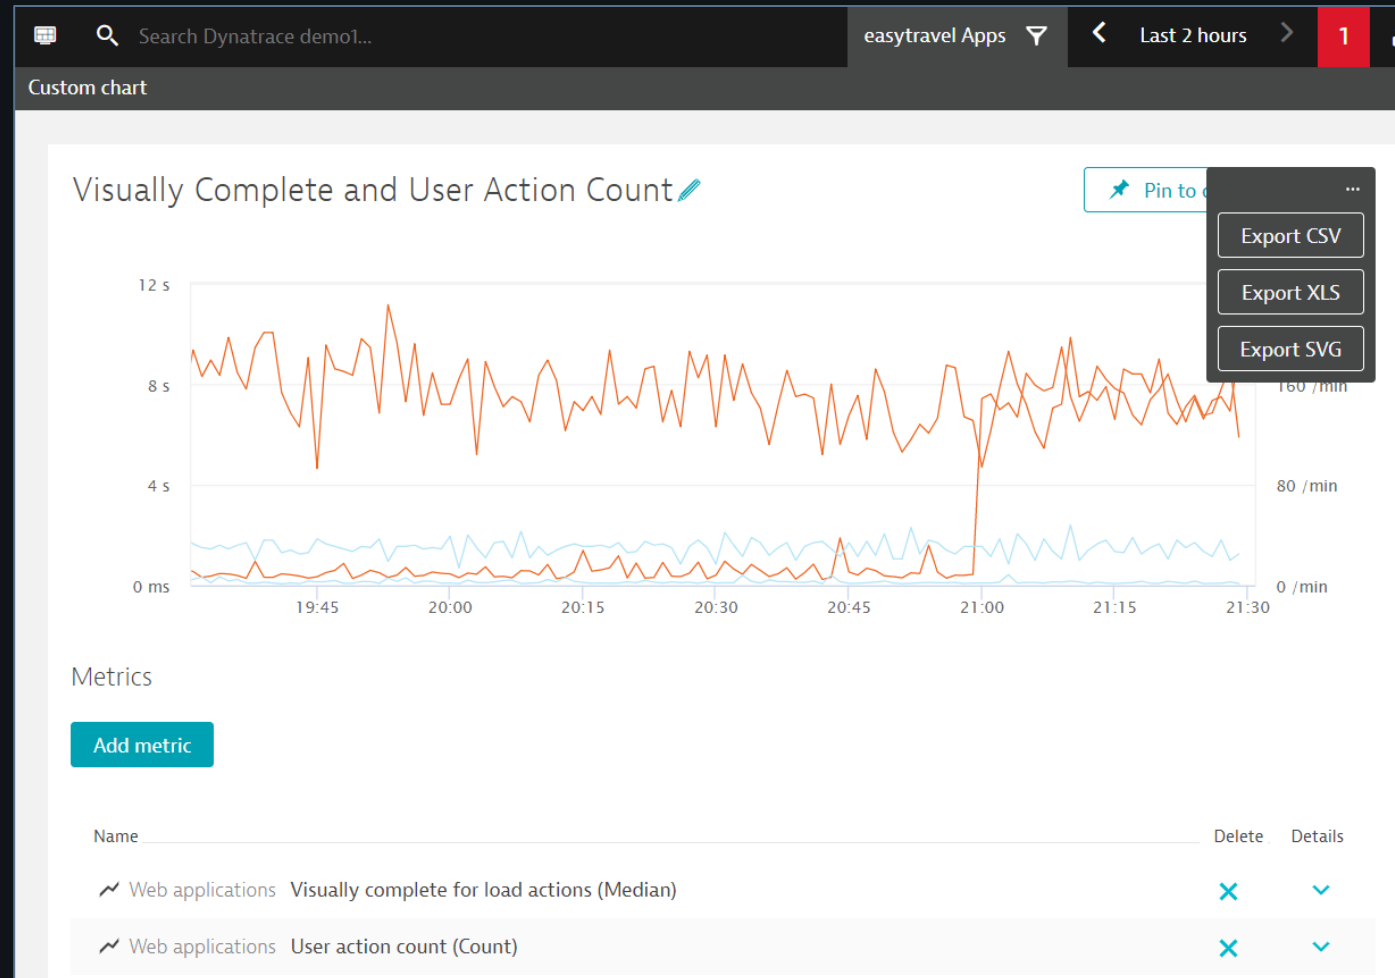 Search Dynatrace demo1...
easytravel Apps
Last 2 hours
1
Custom chart
Visually Complete and User Action Count
Pin to
...
Export CSV
Export XLS
Export SVG
12 s
8 s
4 s
0 ms
160 /min
80 /min
0 /min
19:45 20:00 20:15 20:30 20:45 21:00 21:15 21:30
Metrics
Add metric
Name Delete Details
Web applications Visually complete for load actions (Median)
Web applications User action count (Count)